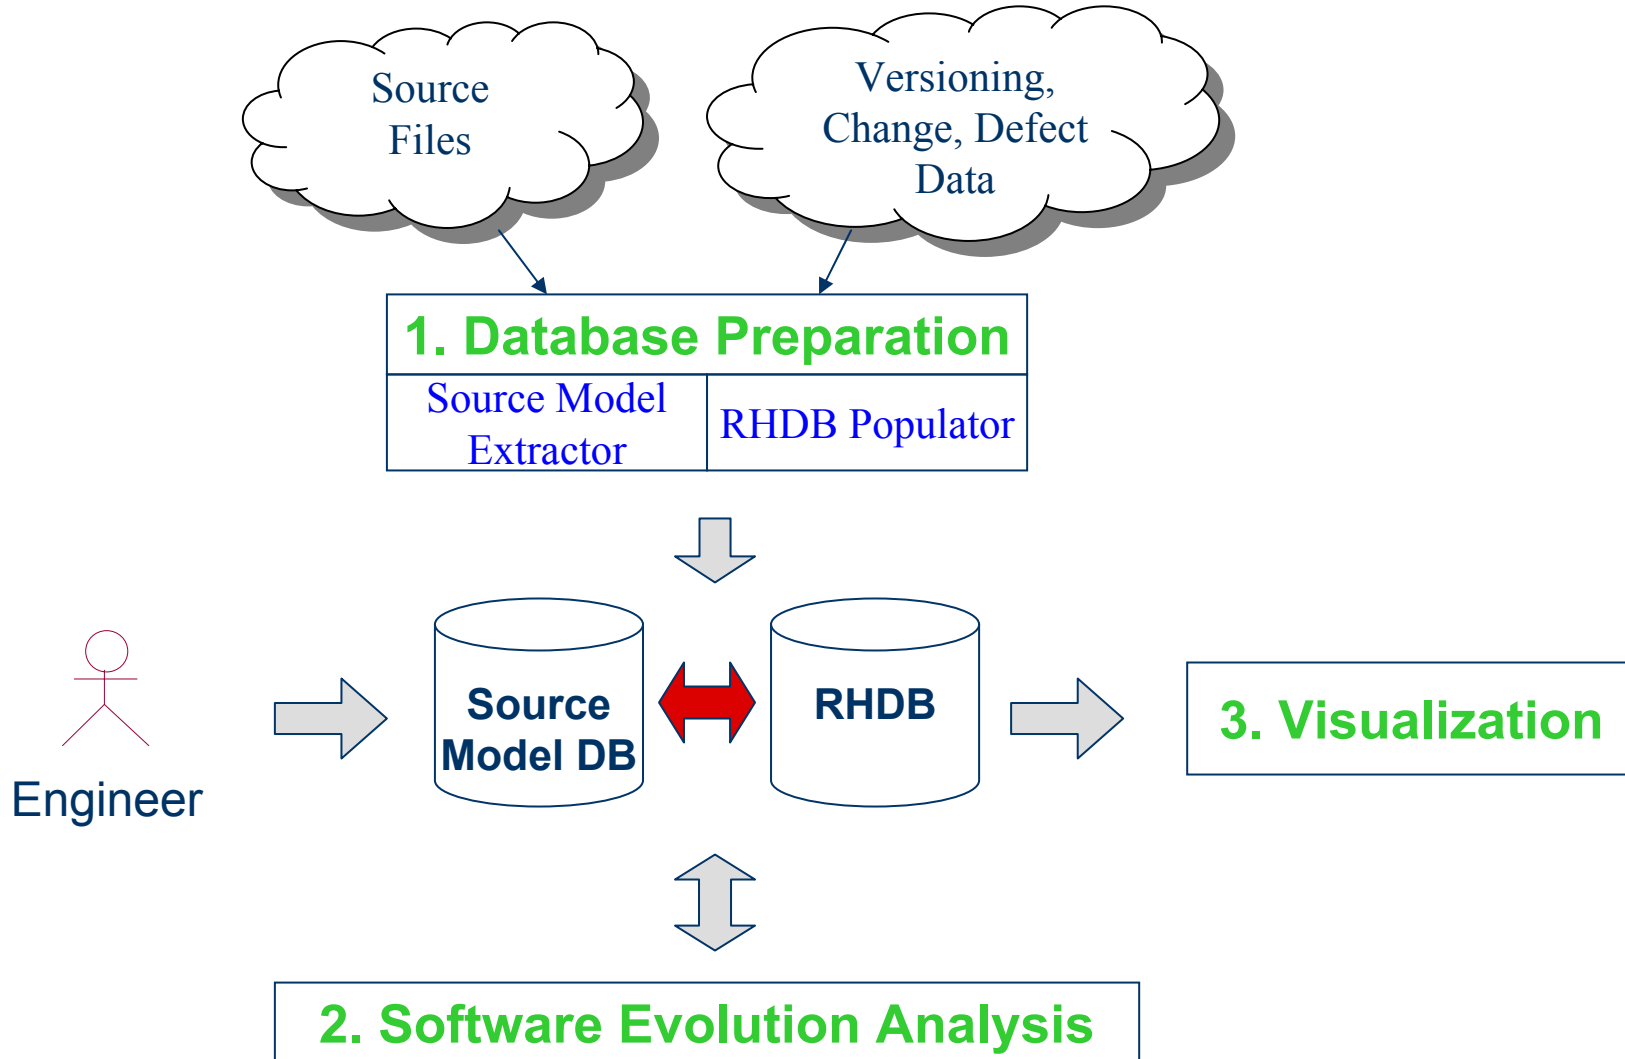 Source
Files
Versioning,
Change, Defect
Data
1. Database Preparation
Source Model
Extractor
RHDB Populator
Source
Model DB
RHDB
3. Visualization
Engineer
2. Software Evolution Analysis